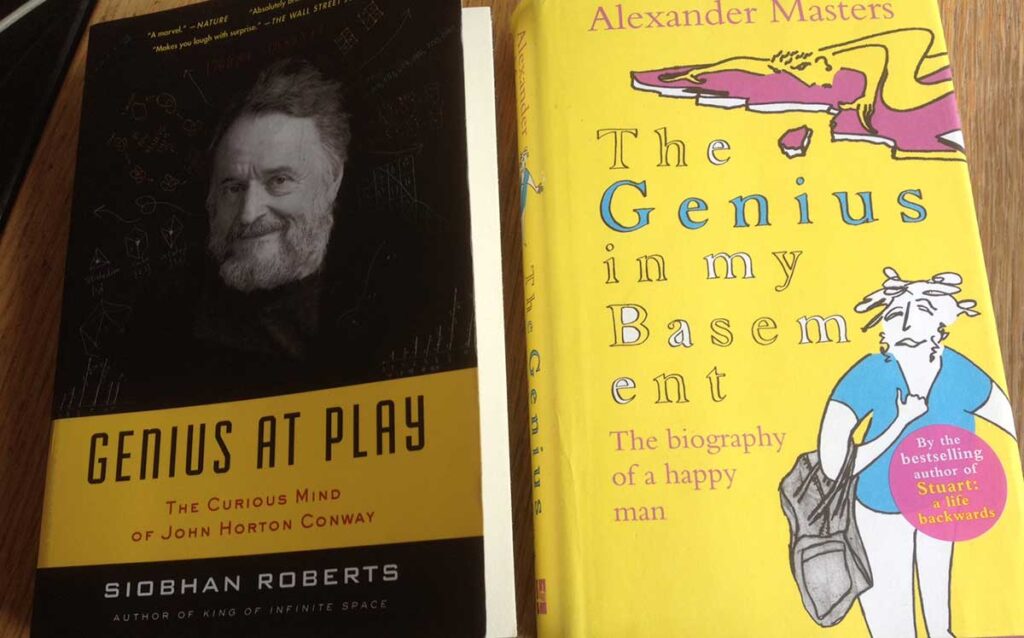 "A marvel." —NATURE "Absolutely
"Makes you laugh with surprise." —THE WALL STREET
GENIUS AT PLAY
THE CURIOUS MIND
OF JOHN HORTON CONWAY
SIOBHAN ROBERTS
AUTHOR OF KING OF INFINITE SPACE
Alexander
The Genius
Alexander Masters
The
Genius
in my
Basem
ent
The biography
of a happy
man
By the
bestselling
author of
Stuart:
a life
backwards